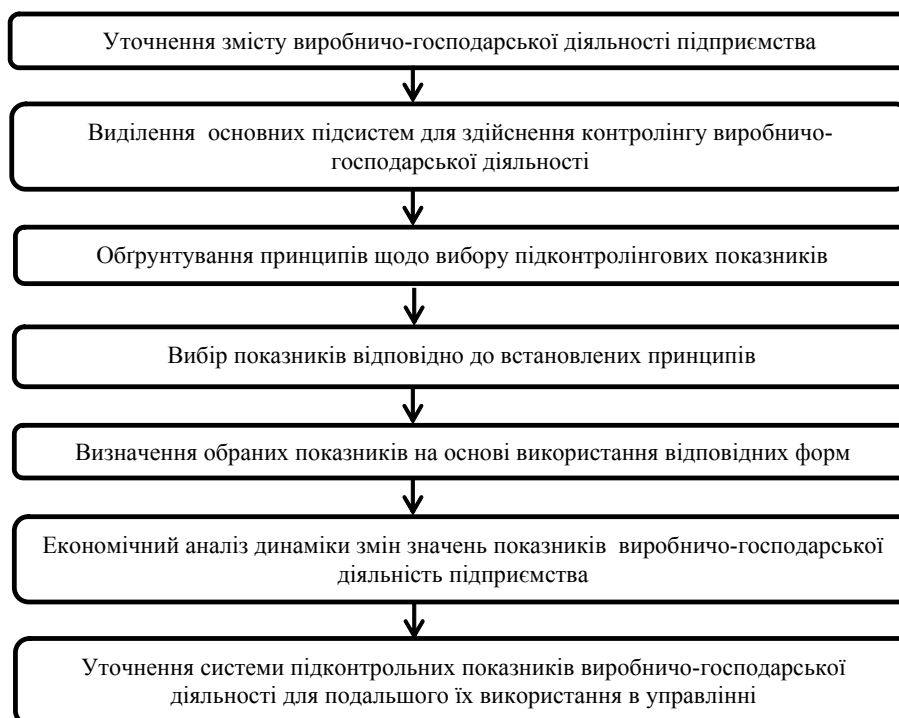 Уточнення змісту виробничо-господарської діяльності підприємства
Виділення основних підсистем для здійснення контролінгу виробничо-
господарської діяльності
Обґрунтування принципів щодо вибору підконтролінгових показників
Вибір показників відповідно до встановлених принципів
Визначення обраних показників на основі використання відповідних форм
Економічний аналіз динаміки змін значень показників виробничо-господарської
діяльність підприємства
Уточнення системи підконтрольних показників виробничо-господарської
діяльності для подальшого їх використання в управлінні